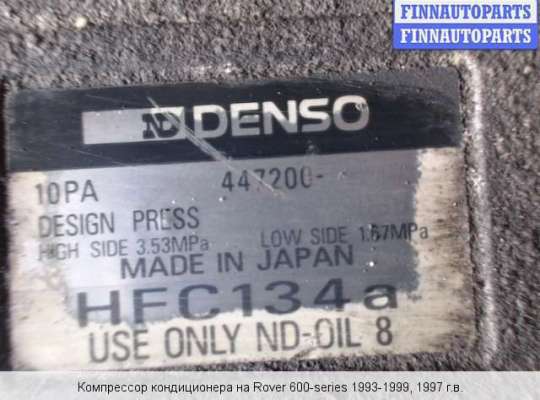 FINNAUTOPARTS
FINNAUTOPARTS
ND DENSO
10PA 447200-
DESIGN PRESS
HIGH SIDE 3.53MPa LOW SIDE 1.67MPa
MADE IN JAPAN
HFC134a
USE ONLY ND-OIL 8
Компрессор кондиционера на Rover 600-series 1993-1999, 1997 г.в.